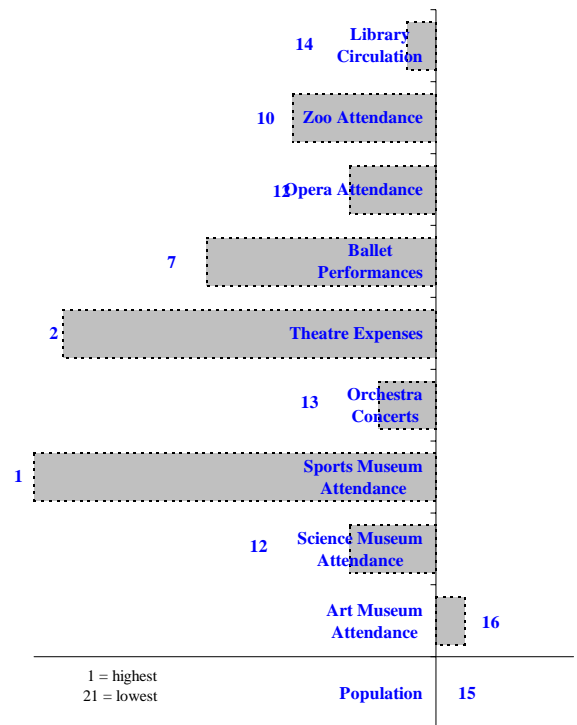 14
Library
Circulation
10
Zoo Attendance
12
Opera Attendance
7
Ballet
Performances
2
Theatre Expenses
13
Orchestra
Concerts
1
Sports Museum
Attendance
12
Science Museum
Attendance
Art Museum
Attendance
16
1 = highest
21 = lowest
Population
15